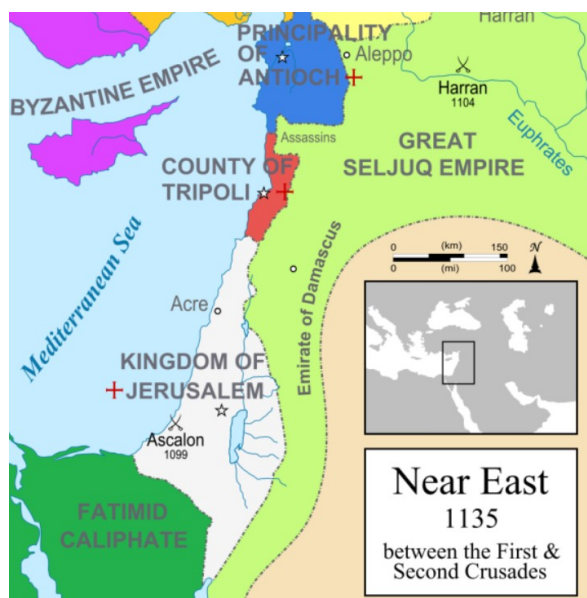 Harran
PRINCIPALITY
OF
ANTIOCH
Aleppo
Harran
1104
BYZANTINE EMPIRE
Euphrates
Assassins
GREAT
SELJUQ EMPIRE
COUNTY OF
TRIPOLI
Mediterranean Sea
Emirate of Damascus
0 (km) 150
0 (mi) 100
N
Acre
KINGDOM OF
JERUSALEM
Ascalon
1099
FATIMID
CALIPHATE
Near East
1135
between the First &
Second Crusades